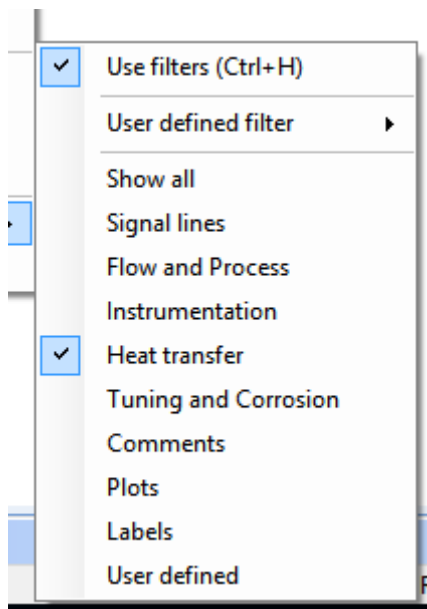 Use filters (Ctrl+H)
User defined filter
Show all
Signal lines
Flow and Process
Instrumentation
Heat transfer
Tuning and Corrosion
Comments
Plots
Labels
User defined